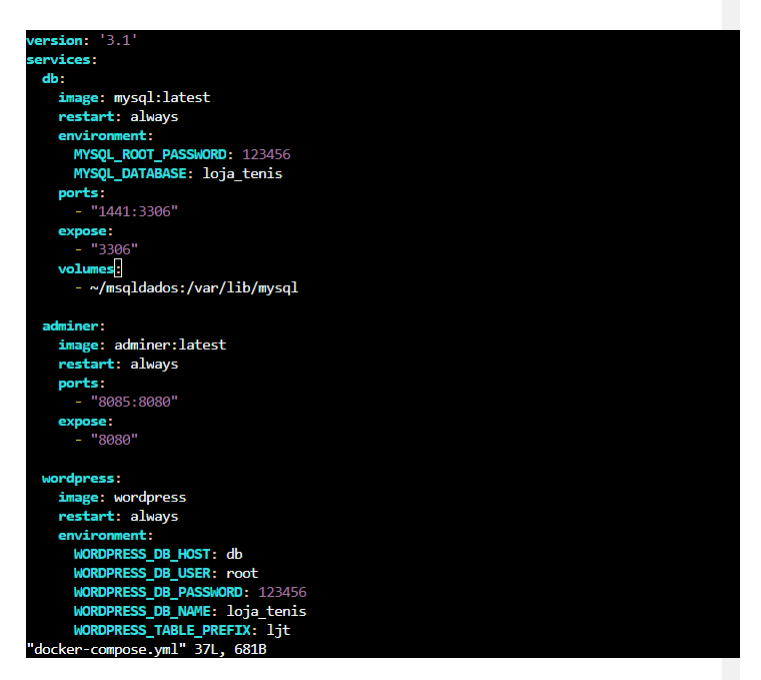 version: '3.1'
services:
  db:
    image: mysql:latest
    restart: always
    environment:
      MYSQL_ROOT_PASSWORD: 123456
      MYSQL_DATABASE: loja_tenis
    ports:
      - "1441:3306"
    expose:
      - "3306"
    volumes:
      - ~/msqldados:/var/lib/mysql

  adminer:
    image: adminer:latest
    restart: always
    ports:
      - "8085:8080"
    expose:
      - "8080"

  wordpress:
    image: wordpress
    restart: always
    environment:
      WORDPRESS_DB_HOST: db
      WORDPRESS_DB_USER: root
      WORDPRESS_DB_PASSWORD: 123456
      WORDPRESS_DB_NAME: loja_tenis
      WORDPRESS_TABLE_PREFIX: ljt
"docker-compose.yml" 37L, 681B